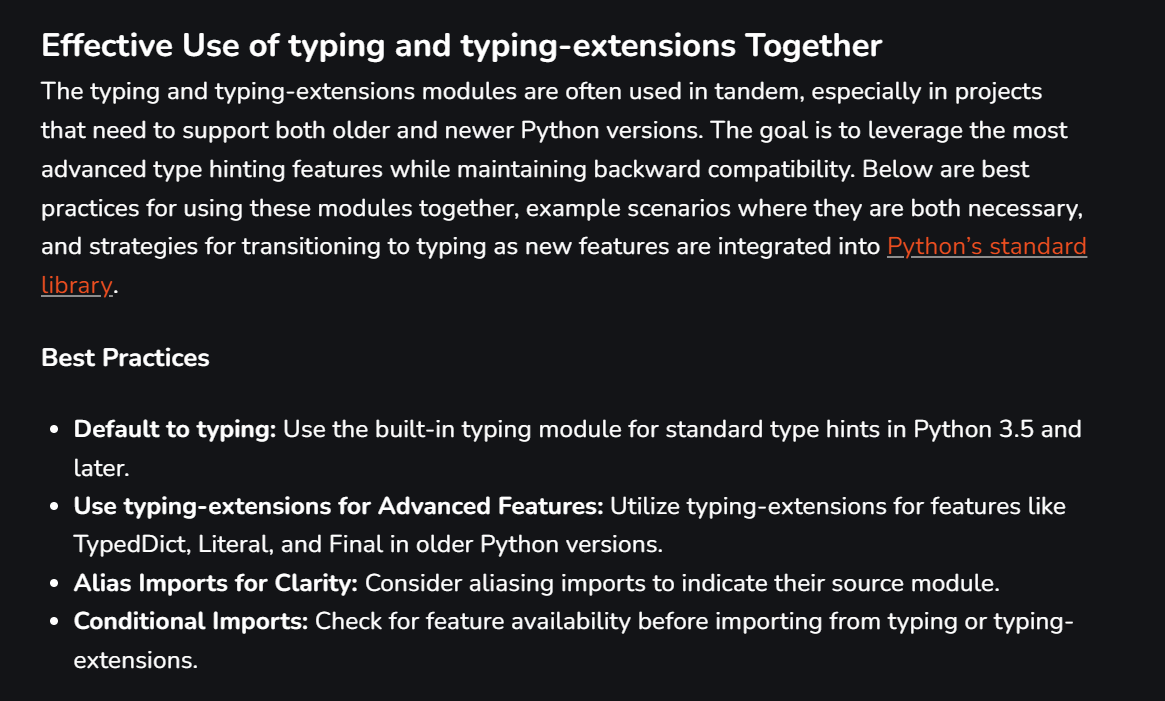 Effective Use of typing and typing-extensions Together
The typing and typing-extensions modules are often used in tandem, especially in projects
that need to support both older and newer Python versions. The goal is to leverage the most
advanced type hinting features while maintaining backward compatibility. Below are best
practices for using these modules together, example scenarios where they are both necessary,
and strategies for transitioning to typing as new features are integrated into Python’s standard
library.
Best Practices
• Default to typing: Use the built-in typing module for standard type hints in Python 3.5 and
later.
• Use typing-extensions for Advanced Features: Utilize typing-extensions for features like
TypedDict, Literal, and Final in older Python versions.
• Alias Imports for Clarity: Consider aliasing imports to indicate their source module.
• Conditional Imports: Check for feature availability before importing from typing or typing-
extensions.